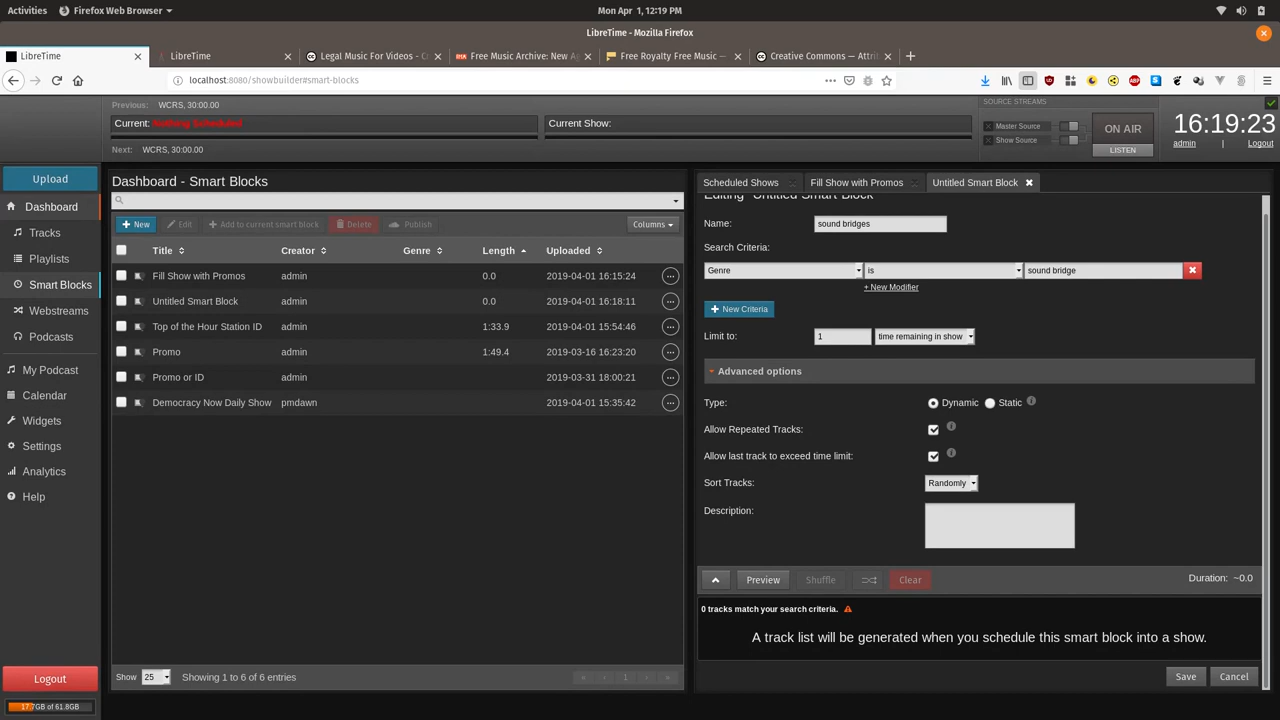 Activities
Firefox Web Browser
Mon Apr 1, 12:19 PM
LibreTime - Mozilla Firefox
LibreTime
LibreTime
Legal Music For Videos - C
Free Music Archive: New Ag
Free Royalty Free Music —
Creative Commons — Attri
localhost:8080/showbuilder#smart-blocks
Previous: WCRS, 30:00.00
Current: Nothing Scheduled
Next: WCRS, 30:00.00
Current Show:
SOURCE STREAMS
Master Source
Show Source
ON AIR
LISTEN
16:19:23
admin | Logout
Upload
Dashboard
Tracks
Playlists
Smart Blocks
Webstreams
Podcasts
My Podcast
Calendar
Widgets
Settings
Analytics
Help
Logout
17.7GB of 61.8GB
Dashboard - Smart Blocks
New Edit Add to current smart block Delete Publish Columns
Title Creator Genre Length Uploaded
Fill Show with Promos admin 0.0 2019-04-01 16:15:24
Untitled Smart Block admin 0.0 2019-04-01 16:18:11
Top of the Hour Station ID admin 1:33.9 2019-04-01 15:54:46
Promo admin 1:49.4 2019-03-16 16:23:20
Promo or ID admin 2019-03-31 18:00:21
Democracy Now Daily Show pmdawn 2019-04-01 15:35:42
Show 25 Showing 1 to 6 of 6 entries
1
Scheduled Shows
Fill Show with Promos
Untitled Smart Block
Editing "Untitled Smart Block"
Name: sound bridges
Search Criteria:
Genre is sound bridge
+ New Modifier
New Criteria
Limit to: 1 time remaining in show
Advanced options
Type: Dynamic Static
Allow Repeated Tracks:
Allow last track to exceed time limit:
Sort Tracks: Randomly
Description:
Preview Shuffle Clear Duration: ~0.0
0 tracks match your search criteria.
A track list will be generated when you schedule this smart block into a show.
Save Cancel